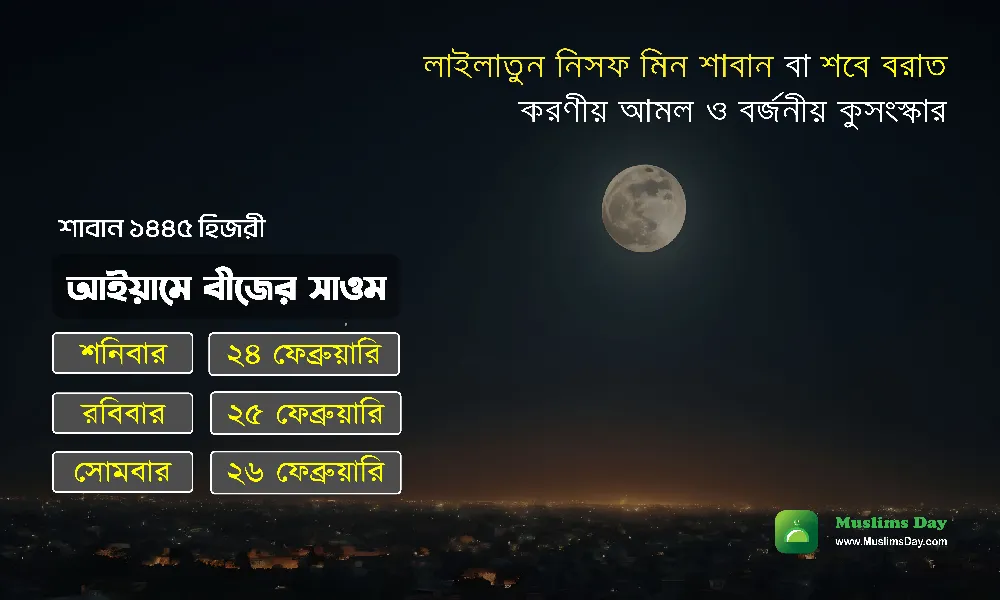 লাইলাতুন নিসফ মিন শাবান বা শবে বরাত
করণীয় আমল ও বর্জনীয় কুসংস্কার
শাবান ১৪৪৫ হিজরী
আইয়ামে বীজের সাওম
শনিবার ২৪ ফেব্রুয়ারি
রবিবার ২৫ ফেব্রুয়ারি
সোমবার ২৬ ফেব্রুয়ারি
Muslims Day
www.MuslimsDay.com